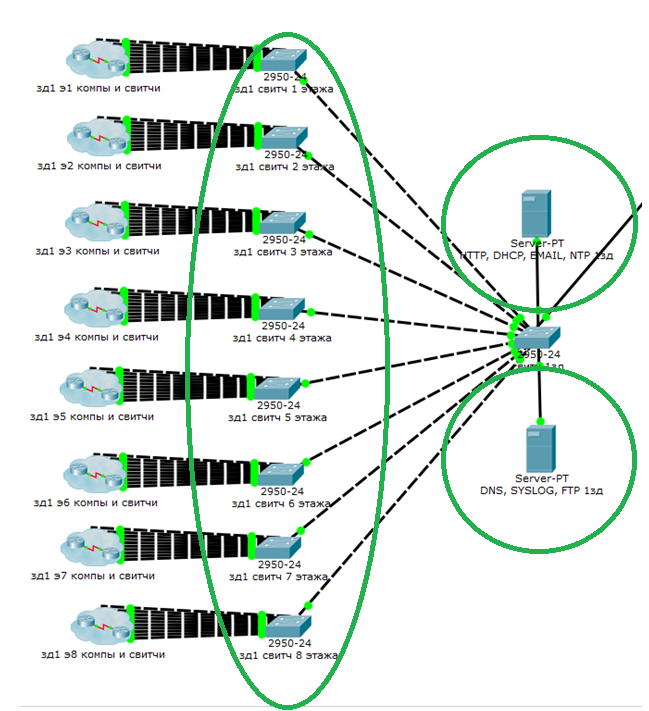 2950-24
зд1 э1 компы и свитчи
зд1 свитч 1 этажа
2950-24
зд1 э2 компы и свитчи
зд1 свитч 2 этажа
2950-24
зд1 э3 компы и свитчи
зд1 свитч 3 этажа
2950-24
зд1 э4 компы и свитчи
зд1 свитч 4 этажа
2950-24
зд1 э5 компы и свитчи
зд1 свитч 5 этажа
2950-24
зд1 э6 компы и свитчи
зд1 свитч 6 этажа
2950-24
зд1 э7 компы и свитчи
зд1 свитч 7 этажа
2950-24
зд1 э8 компы и свитчи
зд1 свитч 8 этажа
Server-PT
HTTP, DHCP, EMAIL, NTP 1зд
2950-24
свитч 1зд
Server-PT
DNS, SYSLOG, FTP 1зд